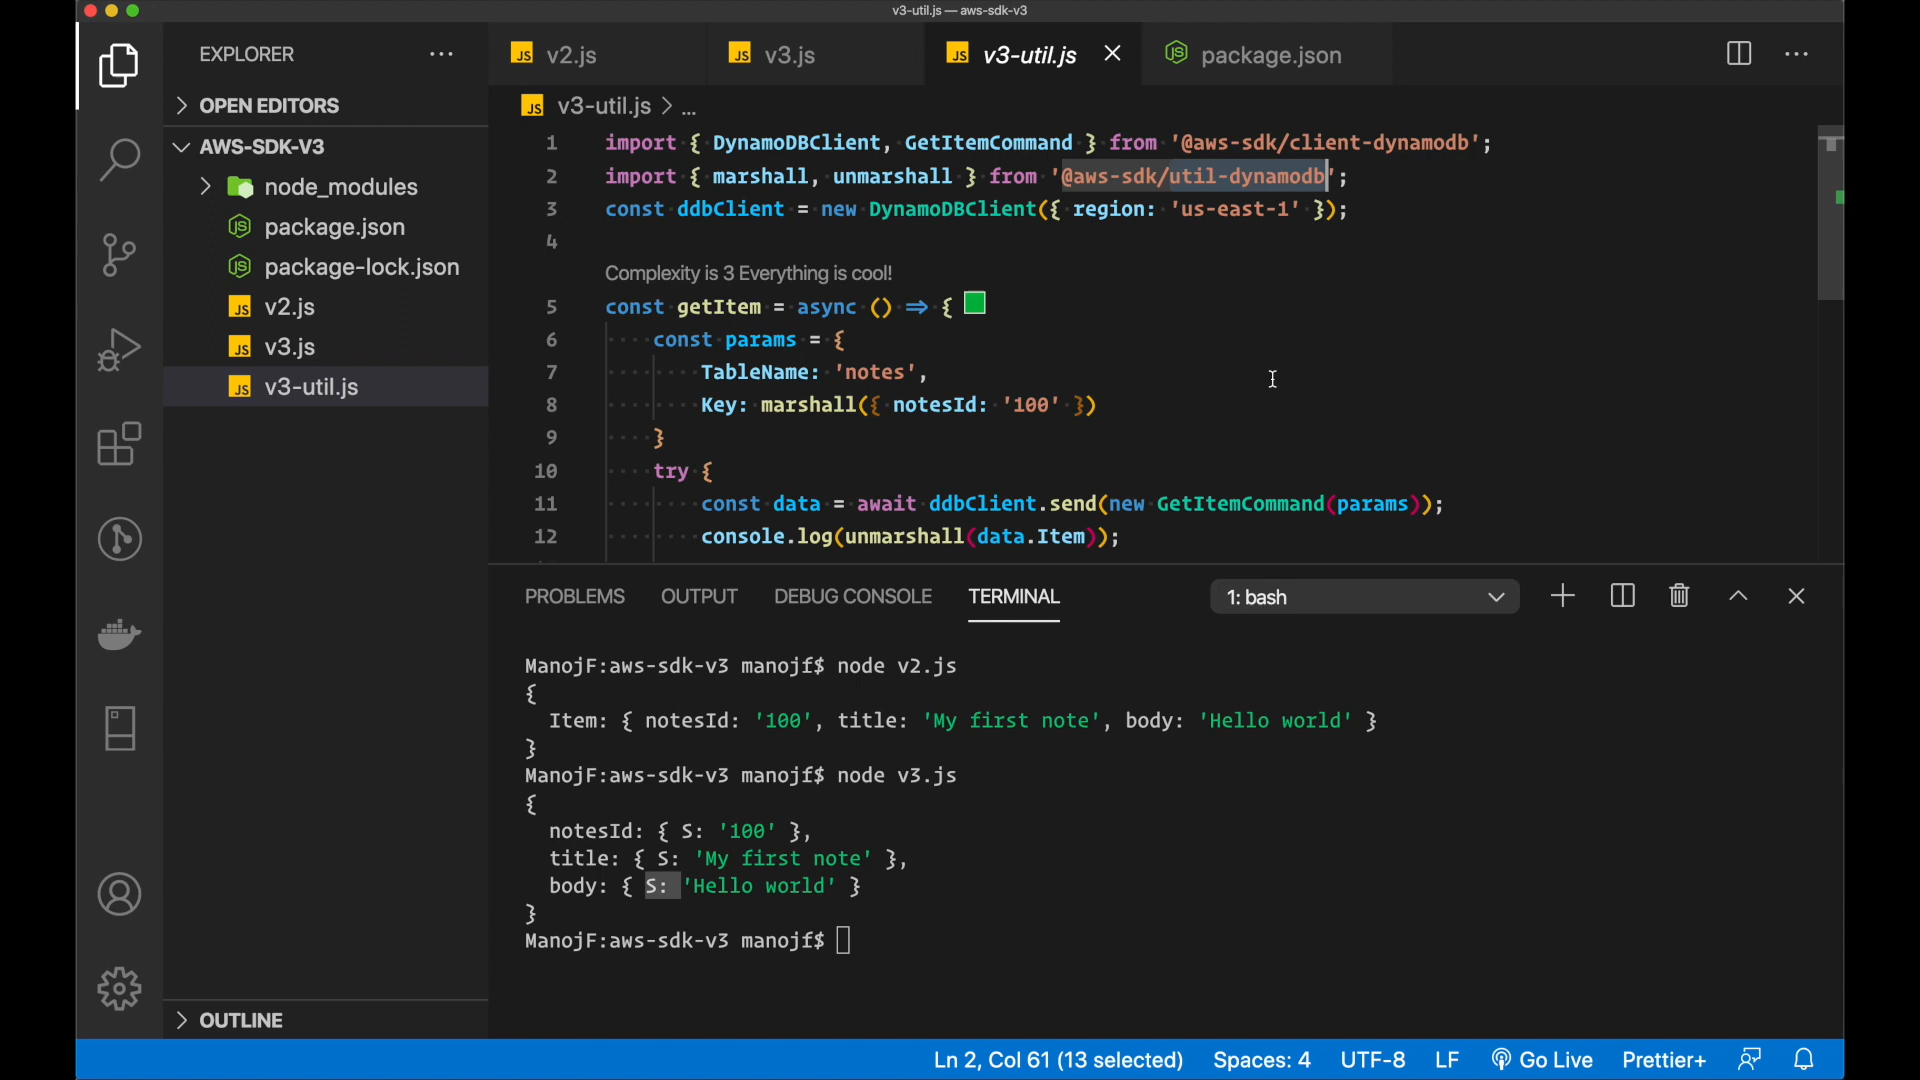 v3-util.js — aws-sdk-v3
EXPLORER
OPEN EDITORS
AWS-SDK-V3
node_modules
package.json
package-lock.json
v2.js
v3.js
v3-util.js
OUTLINE
v2.js
v3.js
v3-util.js
package.json
v3-util.js > ...
1 import { DynamoDBClient, GetItemCommand } from '@aws-sdk/client-dynamodb';
2 import { marshall, unmarshall } from '@aws-sdk/util-dynamodb';
3 const ddbClient = new DynamoDBClient({ region: 'us-east-1' });
4
Complexity is 3 Everything is cool!
5 const getItem = async () => {
6 const params = {
7 TableName: 'notes',
8 Key: marshall({ notesId: '100' })
9 }
10 try {
11 const data = await ddbClient.send(new GetItemCommand(params));
12 console.log(unmarshall(data.Item));
PROBLEMS OUTPUT DEBUG CONSOLE TERMINAL 1: bash
ManojF:aws-sdk-v3 manojf$ node v2.js
{
Item: { notesId: '100', title: 'My first note', body: 'Hello world' }
}
ManojF:aws-sdk-v3 manojf$ node v3.js
{
notesId: { S: '100' },
title: { S: 'My first note' },
body: { S: 'Hello world' }
}
ManojF:aws-sdk-v3 manojf$
Ln 2, Col 61 (13 selected) Spaces: 4 UTF-8 LF Go Live Prettier+